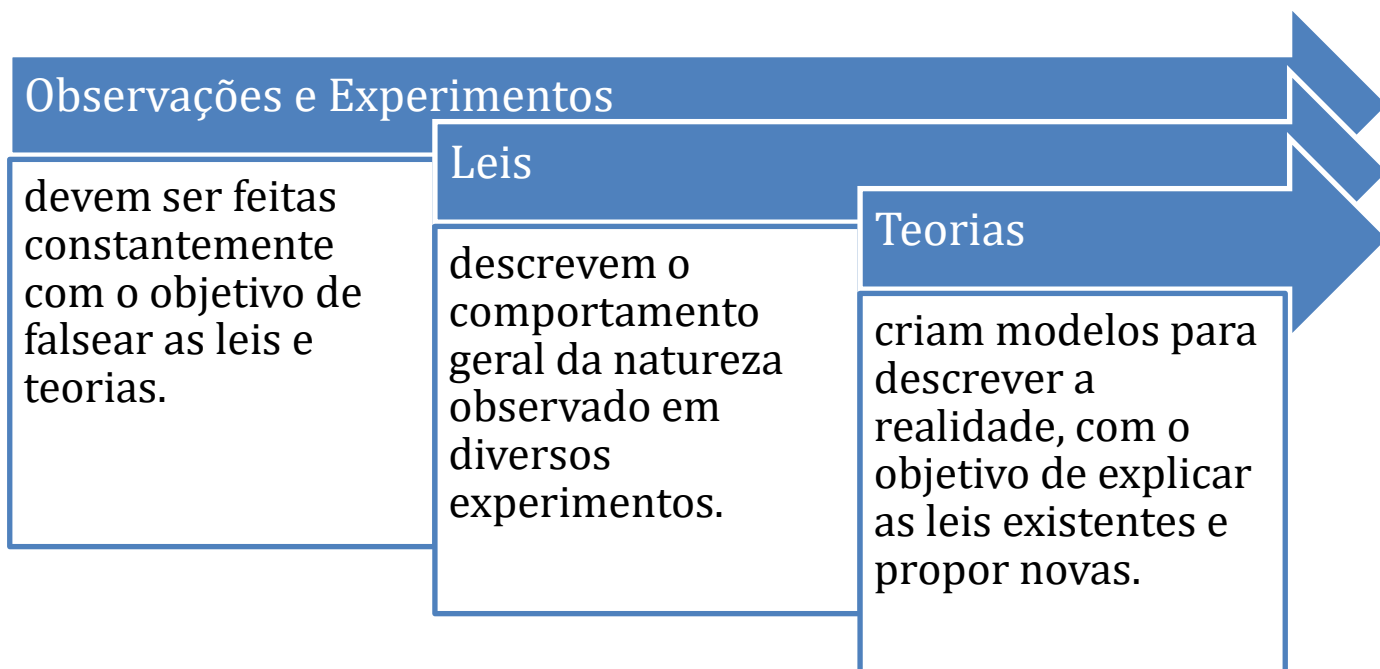 Observações e Experimentos
devem ser feitas
constantemente
com o objetivo de
falsear as leis e
teorias.
Leis
descrevem o
comportamento
geral da natureza
observado em
diversos
experimentos.
Teorias
criam modelos para
descrever a
realidade, com o
objetivo de explicar
as leis existentes e
propor novas.